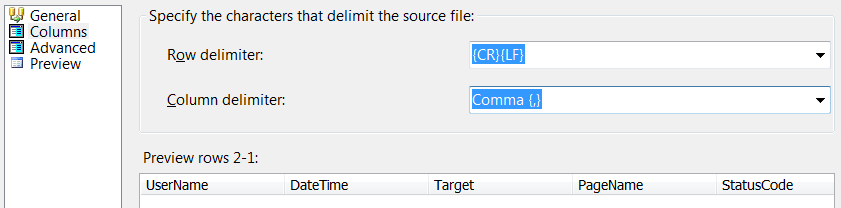 General
Columns
Advanced
Preview
Specify the characters that delimit the source file:
Row delimiter:
{CR}{LF}
Column delimiter:
Comma {,}
Preview rows 2-1:
UserName DateTime Target PageName StatusCode